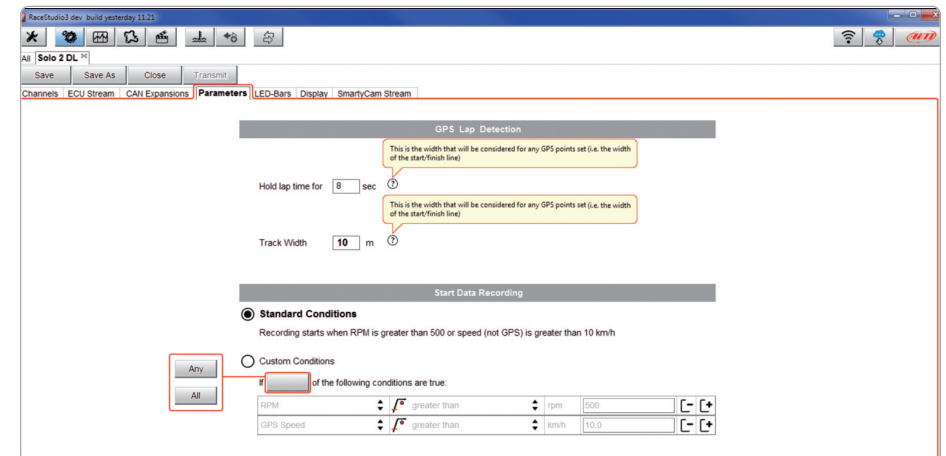 RaceStudio3 dev build yesterday 11:21
AiM
All Solo 2 DL
Save Save As Close Transmit
Channels ECU Stream CAN Expansions Parameters LED-Bars Display SmartyCam Stream
GPS Lap Detection
This is the width that will be considered for any GPS points set (i.e. the width
of the start/finish line)
Hold lap time for 8 sec ?
This is the width that will be considered for any GPS points set (i.e. the width
of the start/finish line)
Track Width 10 m ?
Start Data Recording
Standard Conditions
Recording starts when RPM is greater than 500 or speed (not GPS) is greater than 10 km/h
Custom Conditions
Any
If of the following conditions are true:
All
RPM greater than rpm 500
GPS Speed greater than km/h 10,0